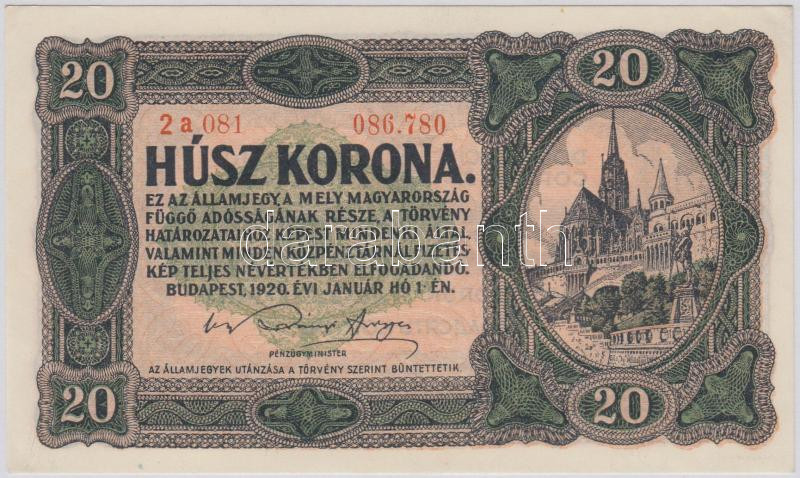 20 20
2a 081 086.780
HÚSZ KORONA.
EZ AZ ÁLLAMJEGY, A MELY MAGYARORSZÁG
FÜGGŐ ADÓSSÁGÁNAK RÉSZE, A TÖRVÉNY
HATÁROZATAIHOZ KÉPEST MINDENKI ÁLTAL,
VALAMINT MINDEN KÖZPÉNZTÁRNÁL FIZETÉS-
KÉP TELJES NÉVÉRTÉKBEN ELFOGADANDÓ.
BUDAPEST, 1920. ÉVI JANUÁR HÓ 1-ÉN.
PÉNZÜGYMINISTER
AZ ÁLLAMJEGYEK UTÁNZÁSA A TÖRVÉNY SZERINT BÜNTETTETIK.
20 20
darabanth